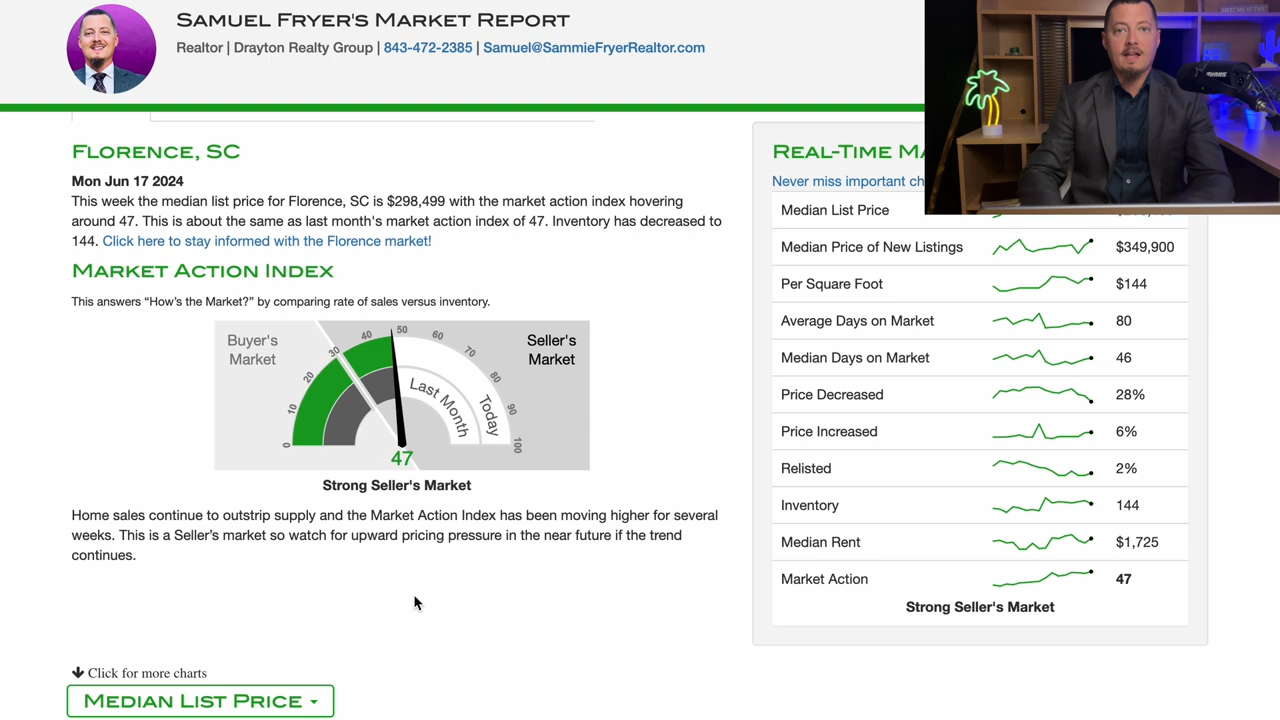 SAMUEL FRYER'S MARKET REPORT
Realtor | Drayton Realty Group | 843-472-2385 | Samuel@SammieFryerRealtor.com
FLORENCE, SC
Mon Jun 17 2024
This week the median list price for Florence, SC is $298,499 with the market action index hovering
around 47. This is about the same as last month's market action index of 47. Inventory has decreased to
144. Click here to stay informed with the Florence market!
MARKET ACTION INDEX
This answers “How's the Market?” by comparing rate of sales versus inventory.
Buyer's
Market
Seller's
Market
0
10
20
30
40
50
60
70
80
90
100
Last Month
Today
47
Strong Seller's Market
Home sales continue to outstrip supply and the Market Action Index has been moving higher for several
weeks. This is a Seller’s market so watch for upward pricing pressure in the near future if the trend
continues.
Click for more charts
MEDIAN LIST PRICE
REAL-TIME
Never miss important
Median List Price
Median Price of New Listings $349,900
Per Square Foot $144
Average Days on Market 80
Median Days on Market 46
Price Decreased 28%
Price Increased 6%
Relisted 2%
Inventory 144
Median Rent $1,725
Market Action 47
Strong Seller's Market